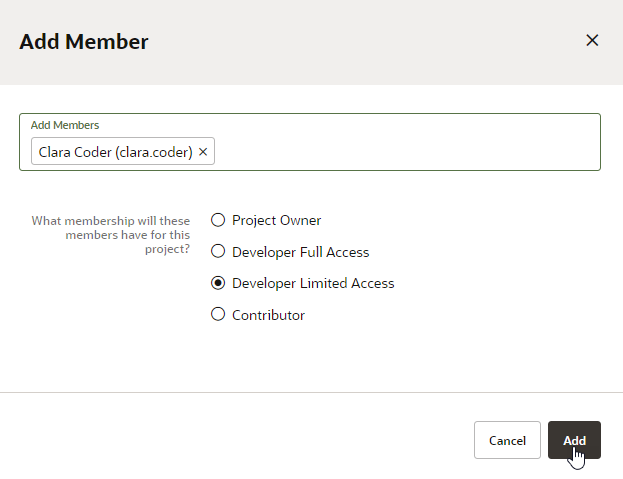 Add Member
Add Members
Clara Coder (clara.coder)
What membership will these
members have for this
project?
Project Owner
Developer Full Access
Developer Limited Access
Contributor
Cancel
Add